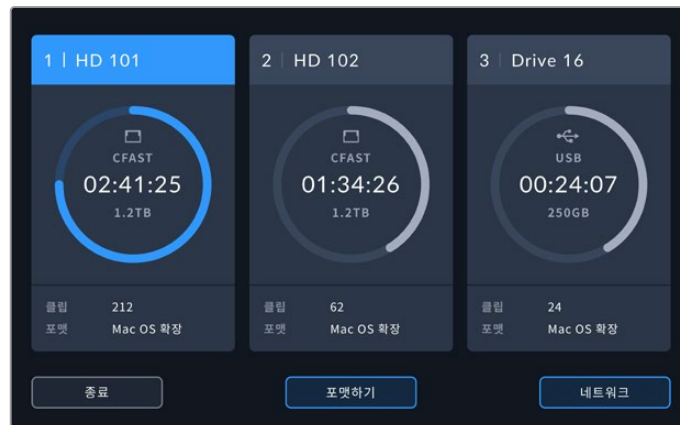 1 | HD 101
CFAST
02:41:25
1.2TB
클립 212
포맷 Mac OS 확장
2 | HD 102
CFAST
01:34:26
1.2TB
클립 62
포맷 Mac OS 확장
3 | Drive 16
USB
00:24:07
250GB
클립 24
포맷 Mac OS 확장
종료
포맷하기
네트워크